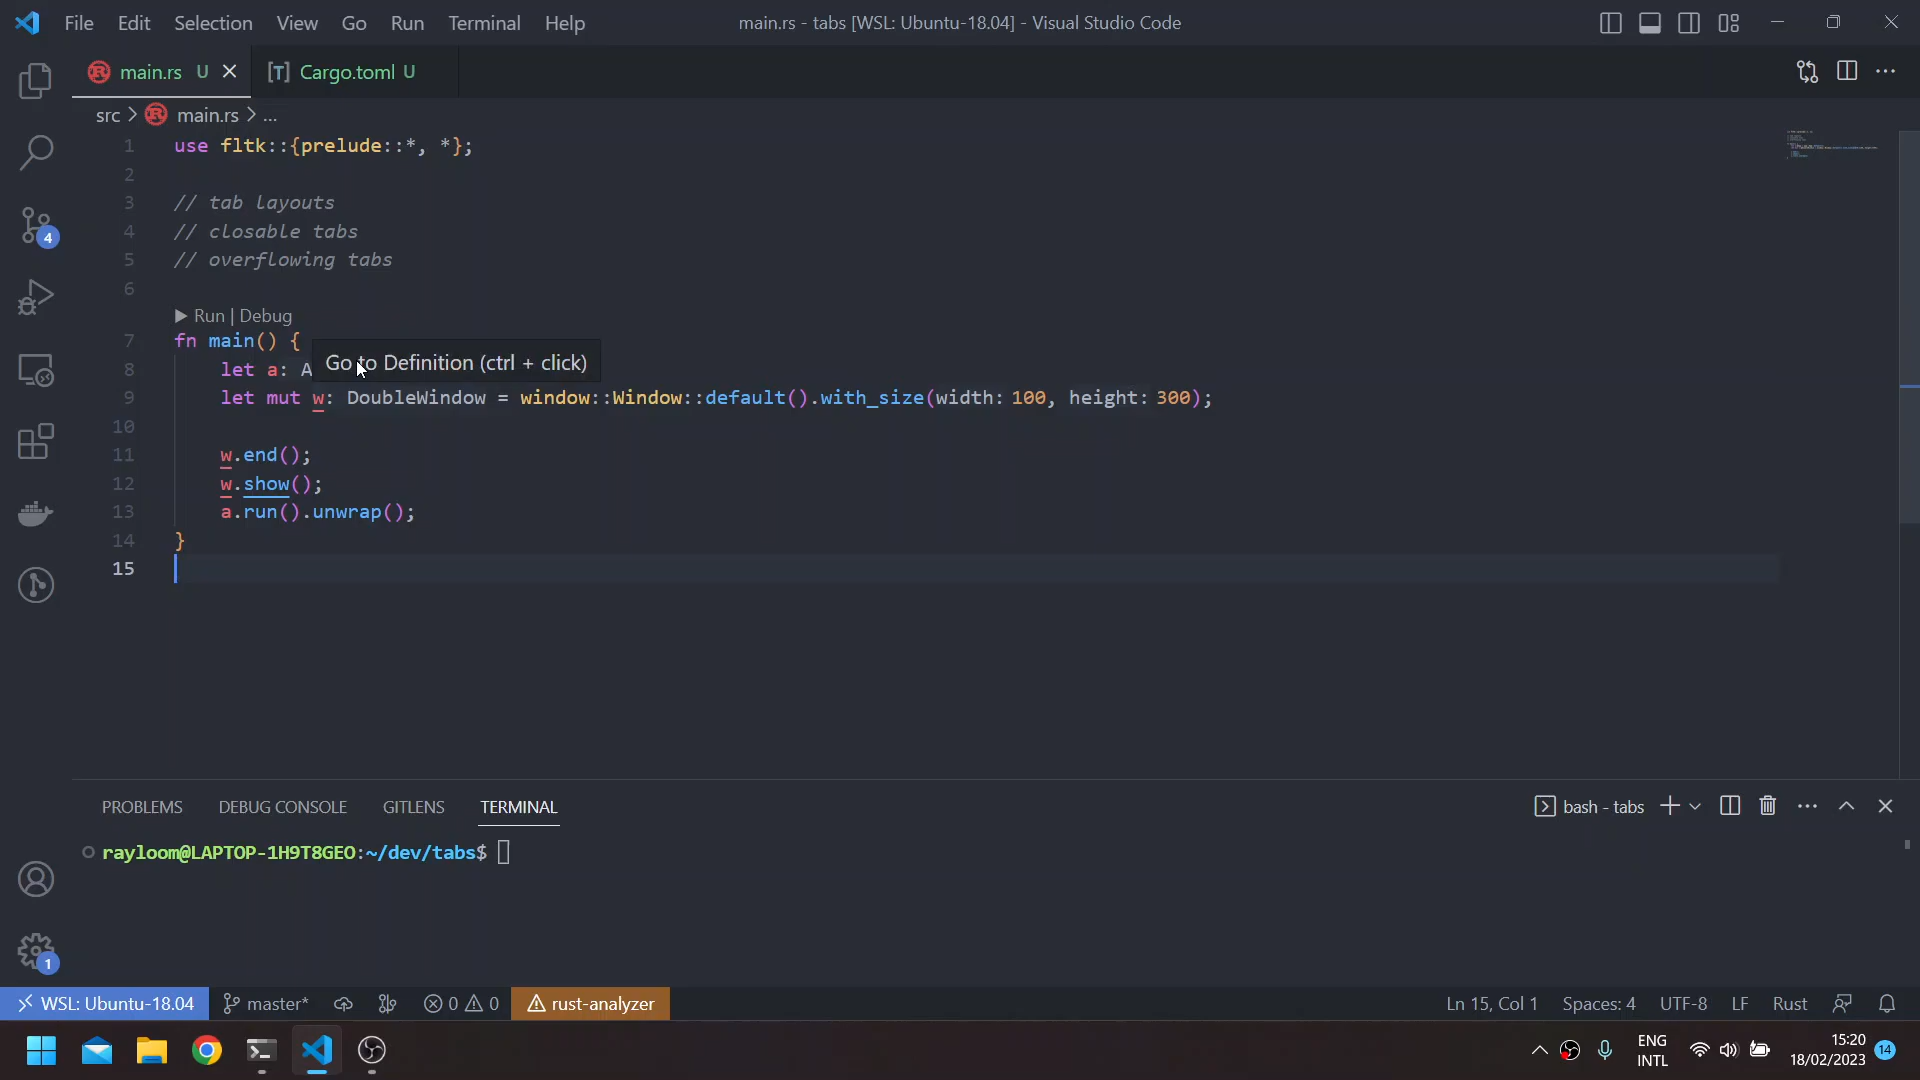 File Edit Selection View Go Run Terminal Help main.rs - tabs [WSL: Ubuntu-18.04] - Visual Studio Code
main.rs U Cargo.toml U
src > main.rs > ...
1 use fltk::{prelude::*, *};
2
3 // tab layouts
4 // closable tabs
5 // overflowing tabs
6
Run | Debug
7 fn main() {
Go to Definition (ctrl + click)
8 let a: A
9 let mut w: DoubleWindow = window::Window::default().with_size(width: 100, height: 300);
10
11 w.end();
12 w.show();
13 a.run().unwrap();
14 }
15
4
PROBLEMS DEBUG CONSOLE GITLENS TERMINAL bash - tabs
rayloom@LAPTOP-1H9T8GEO:~/dev/tabs$
1
WSL: Ubuntu-18.04 master* 0 0 rust-analyzer Ln 15, Col 1 Spaces: 4 UTF-8 LF Rust
ENG 15:20
INTL 18/02/2023 14